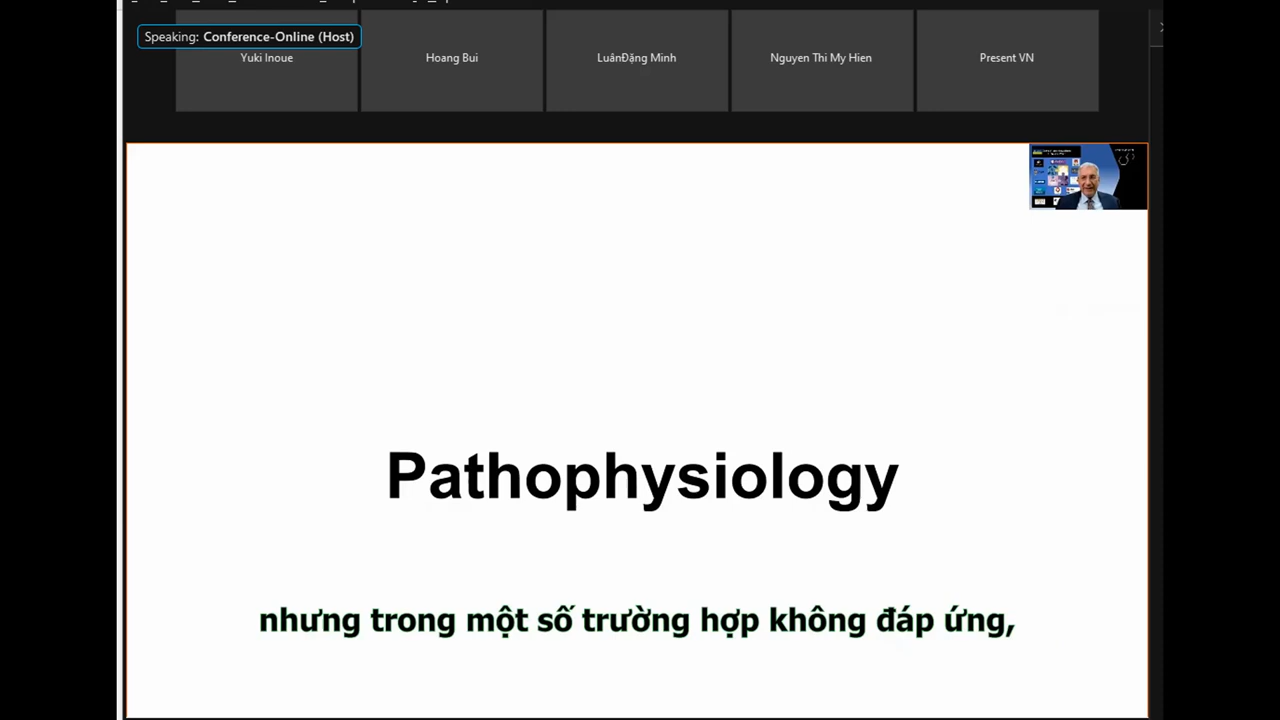 Speaking: Conference-Online (Host)
Yuki Inoue
Hoang Bui
LuânĐặng Minh
Nguyen Thi My Hien
Present VN
Pathophysiology
nhưng trong một số trường hợp không đáp ứng,